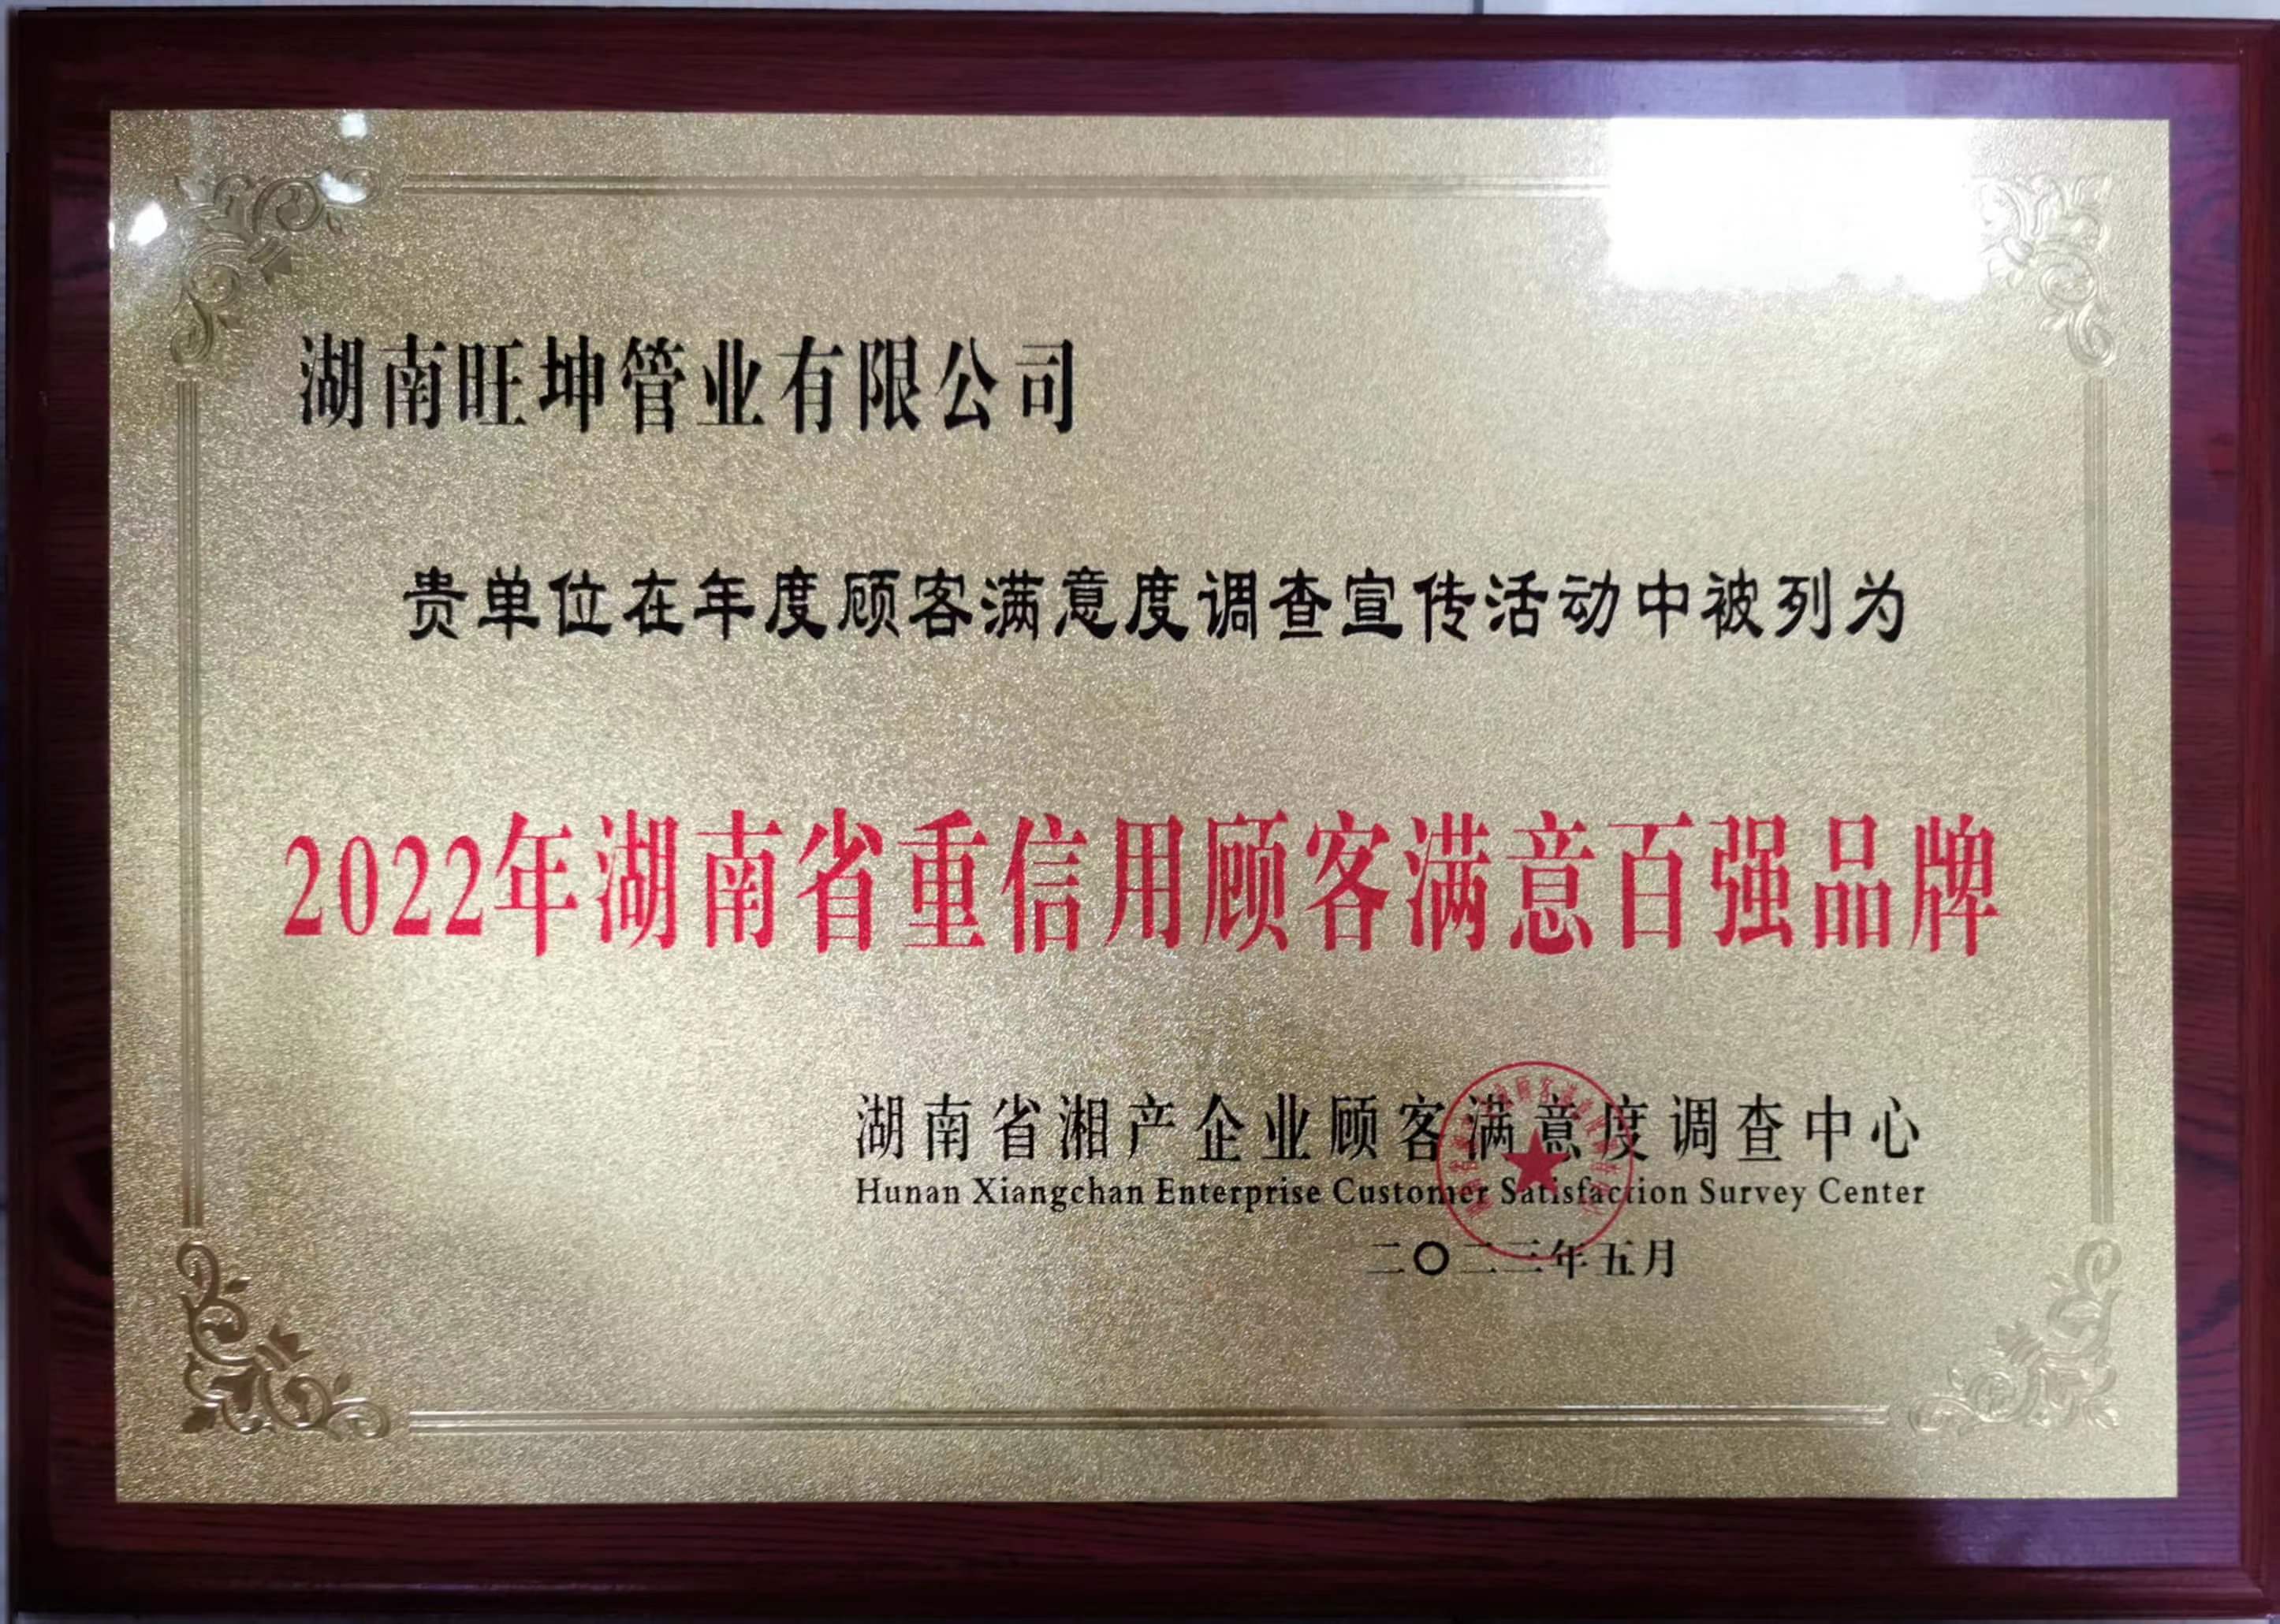 湖南旺坤管业有限公司
贵单位在年度顾客满意度调查宣传活动中被列为
2022年湖南省重信用顾客满意百强品牌
湖南省湘产企业顾客满意度调查中心
Hunan Xiangchan Enterprise Customer Satisfaction Survey Center
二〇二三年五月